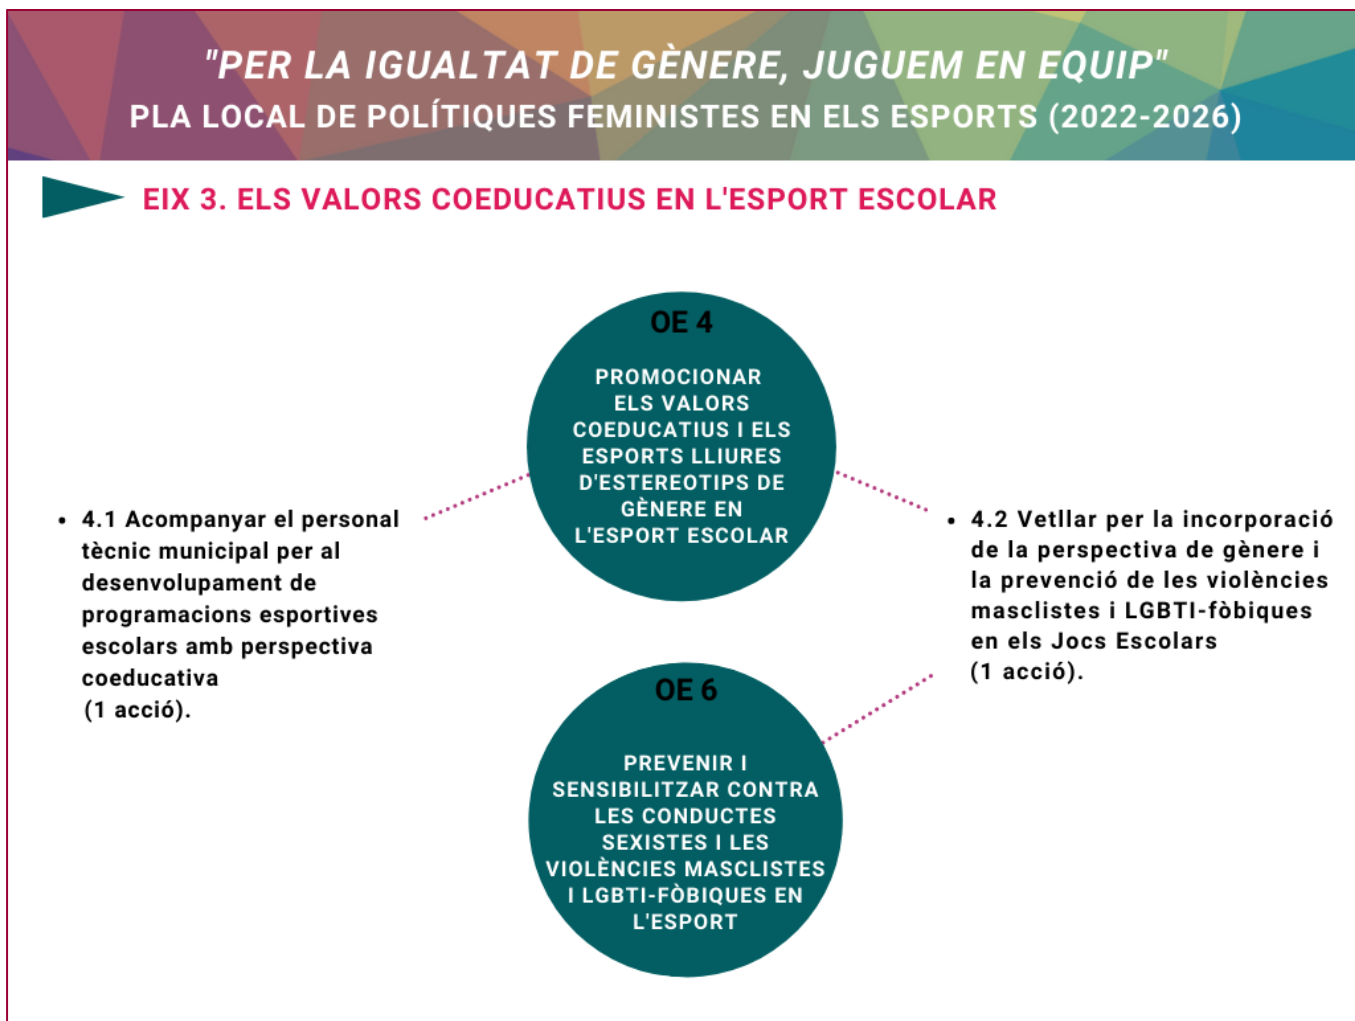 "PER LA IGUALTAT DE GÈNERE, JUGUEM EN EQUIP"
PLA LOCAL DE POLÍTIQUES FEMINISTES EN ELS ESPORTS (2022-2026)
EIX 3. ELS VALORS COEDUCATIUS EN L'ESPORT ESCOLAR
OE 4
PROMOCIONAR
ELS VALORS
COEDUCATIUS I ELS
ESPORTS LLIURES
D'ESTEREOTIPS DE
GÈNERE EN
L'ESPORT ESCOLAR
• 4.1 Acompanyar el personal
tècnic municipal per al
desenvolupament de
programacions esportives
escolars amb perspectiva
coeducativa
(1 acció).
• 4.2 Vetllar per la incorporació
de la perspectiva de gènere i
la prevenció de les violències
masclistes i LGBTI-fòbiques
en els Jocs Escolars
(1 acció).
OE 6
PREVENIR I
SENSIBILITZAR CONTRA
LES CONDUCTES
SEXISTES I LES
VIOLÈNCIES MASCLISTES
I LGBTI-FÒBIQUES EN
L'ESPORT